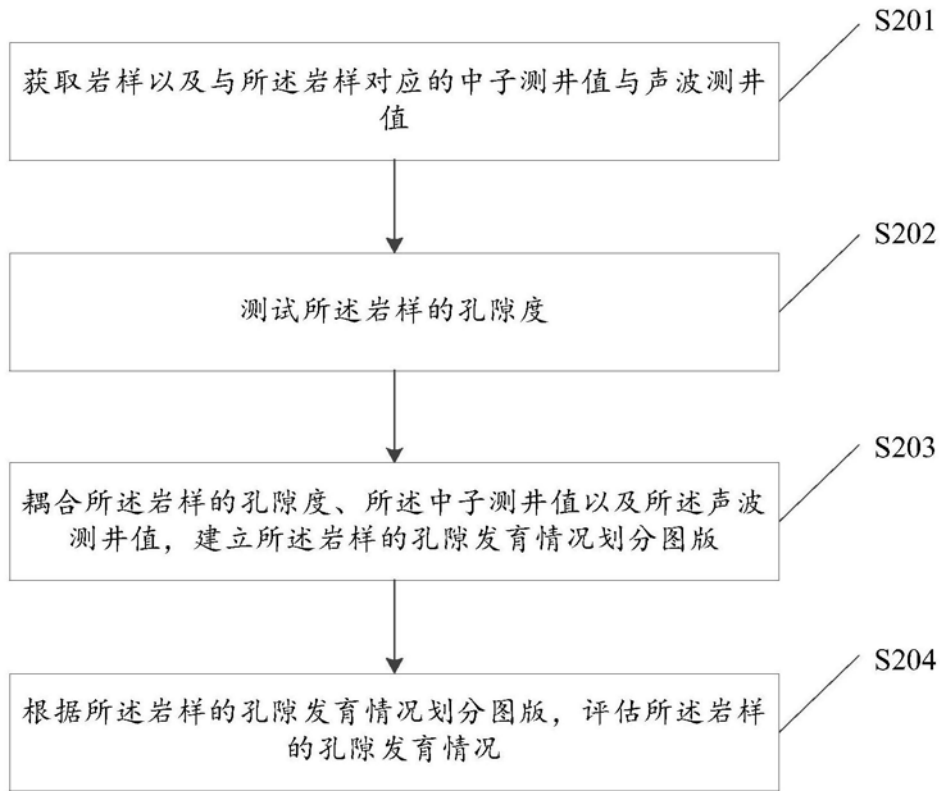 S201
获取岩样以及与所述岩样对应的中子测井值与声波测井
值
S202
测试所述岩样的孔隙度
S203
耦合所述岩样的孔隙度、所述中子测井值以及所述声波
测井值，建立所述岩样的孔隙发育情况划分图版
S204
根据所述岩样的孔隙发育情况划分图版，评估所述岩样
的孔隙发育情况